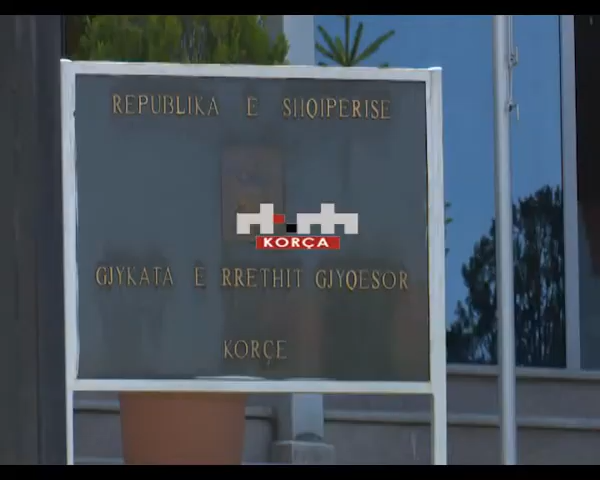 REPUBLIKA E SHQIPERISE
KORÇA
GJYKATA E RRETHIT GJYQESOR
KORÇE